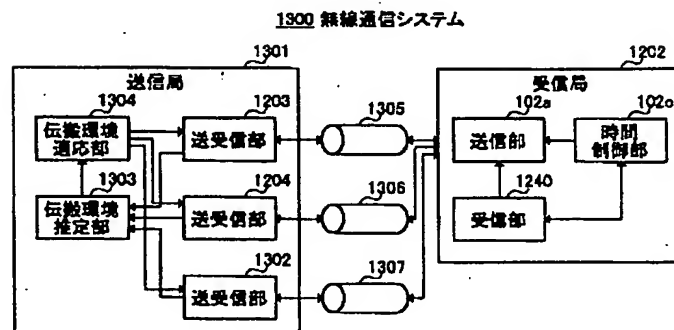 1300 無線通信システム
1301
送信局
1304
伝搬環境
適応部
1303
伝搬環境
推定部
1203
送受信部
1204
送受信部
1302
送受信部
1305
1306
1307
1202
受信局
102a
送信部
102c
時間
制御部
1240
受信部